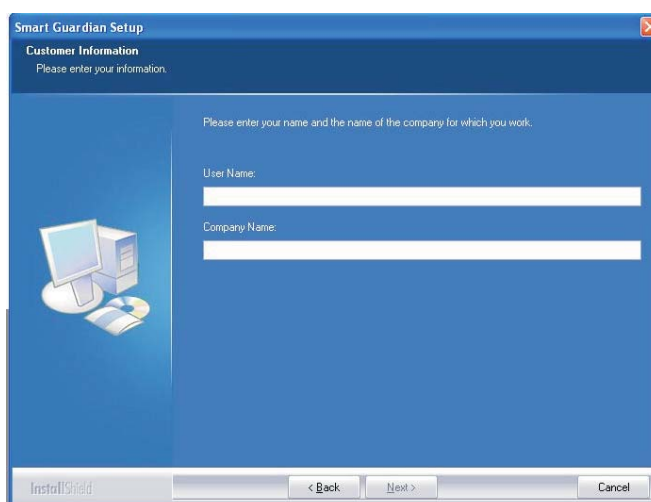 Smart Guardian Setup
Customer Information
Please enter your information.
Please enter your name and the name of the company for which you work.
User Name:
Company Name:
InstallShield
< Back
Next >
Cancel